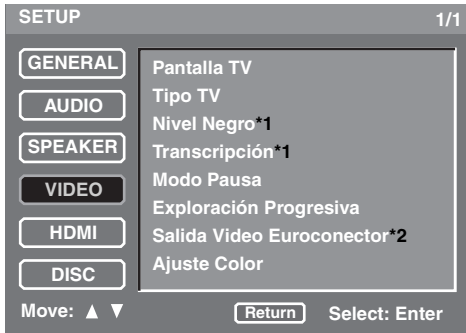 SETUP 1/1
GENERAL
AUDIO
SPEAKER
VIDEO
HDMI
DISC
Pantalla TV
Tipo TV
Nivel Negro*1
Transcripción*1
Modo Pausa
Exploración Progresiva
Salida Video Euroconector*2
Ajuste Color
Move: ▲ ▼ Return Select: Enter